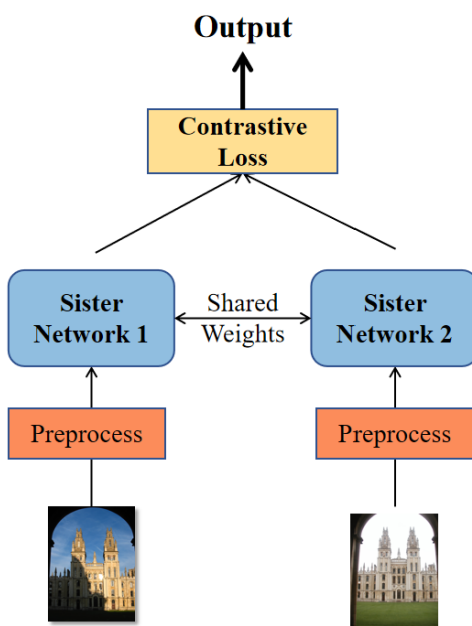 Output
Contrastive
Loss
Sister
Network 1
Shared
Weights
Sister
Network 2
Preprocess
Preprocess